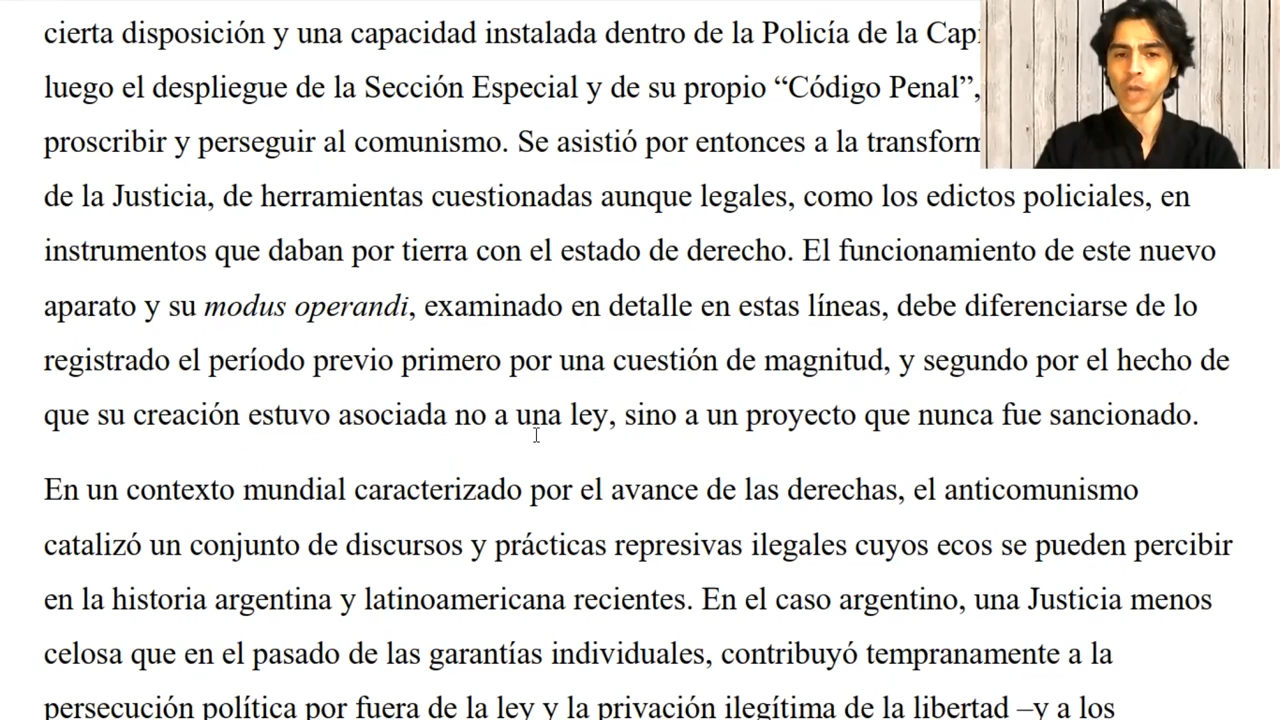 cierta disposición y una capacidad instalada dentro de la Policía de la
luego el despliegue de la Sección Especial y de su propio “Código Penal”,
proscribir y perseguir al comunismo. Se asistió por entonces a la
de la Justicia, de herramientas cuestionadas aunque legales, como los edictos policiales, en
instrumentos que daban por tierra con el estado de derecho. El funcionamiento de este nuevo
aparato y su modus operandi, examinado en detalle en estas líneas, debe diferenciarse de lo
registrado el período previo primero por una cuestión de magnitud, y segundo por el hecho de
que su creación estuvo asociada no a una ley, sino a un proyecto que nunca fue sancionado.
En un contexto mundial caracterizado por el avance de las derechas, el anticomunismo
catalizó un conjunto de discursos y prácticas represivas ilegales cuyos ecos se pueden percibir
en la historia argentina y latinoamericana recientes. En el caso argentino, una Justicia menos
celosa que en el pasado de las garantías individuales, contribuyó tempranamente a la
persecución política por fuera de la ley y la privación ilegítima de la libertad –y a los